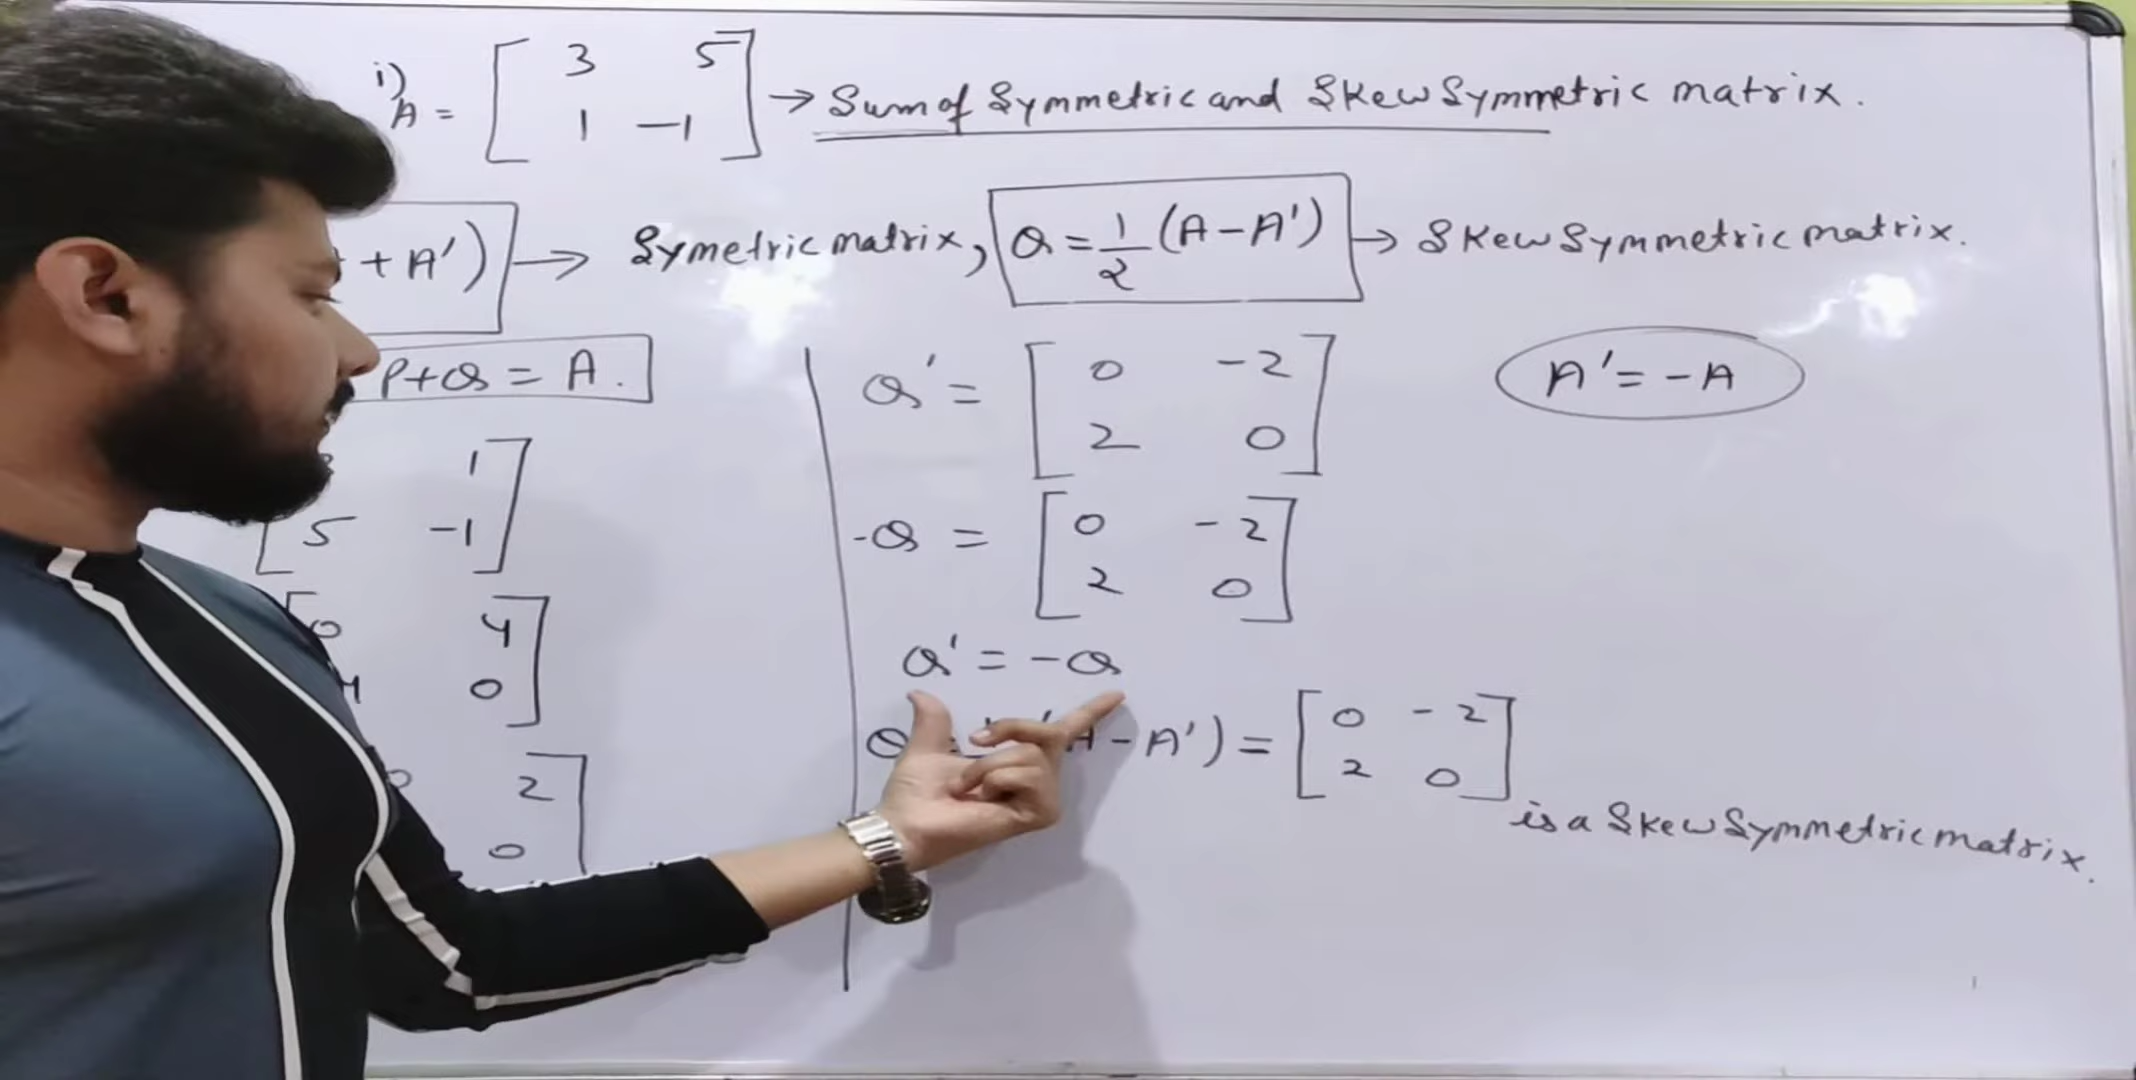 i)
A = [ 3 5
1 -1 ] → Sum of Symmetric and Skew Symmetric matrix.
+ A') → Symetric matrix, Q = 1/2 (A - A') → Skew Symmetric matrix.
P+Q = A.
1
5 -1 ]
0 4
0 ]
2
0
Q' = [ 0 -2
2 0 ]
A' = -A
-Q = [ 0 -2
2 0 ]
Q' = -Q
Q A - A') = [ 0 -2
2 0 ]
is a Skew Symmetric matrix.